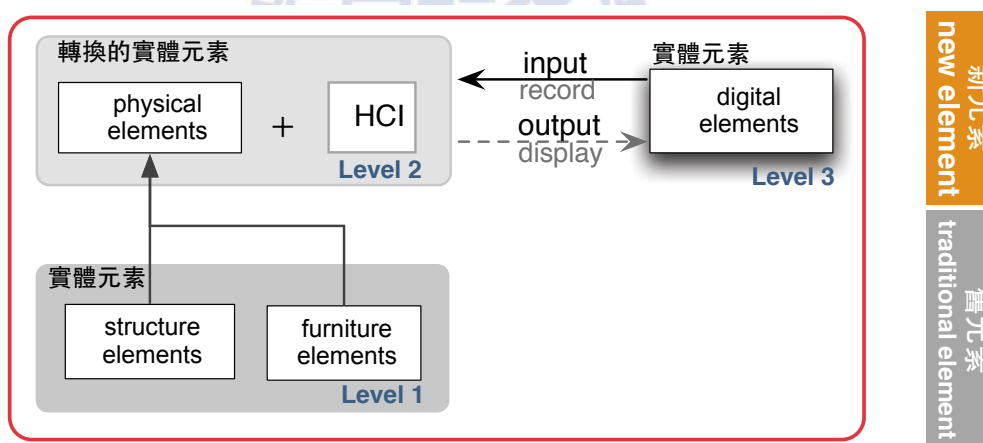 轉換的實體元素
physical
elements
+
HCI
Level 2
input
record
output
display
實體元素
digital
elements
Level 3
實體元素
structure
elements
furniture
elements
Level 1
新元素
new element
舊元素
traditional element